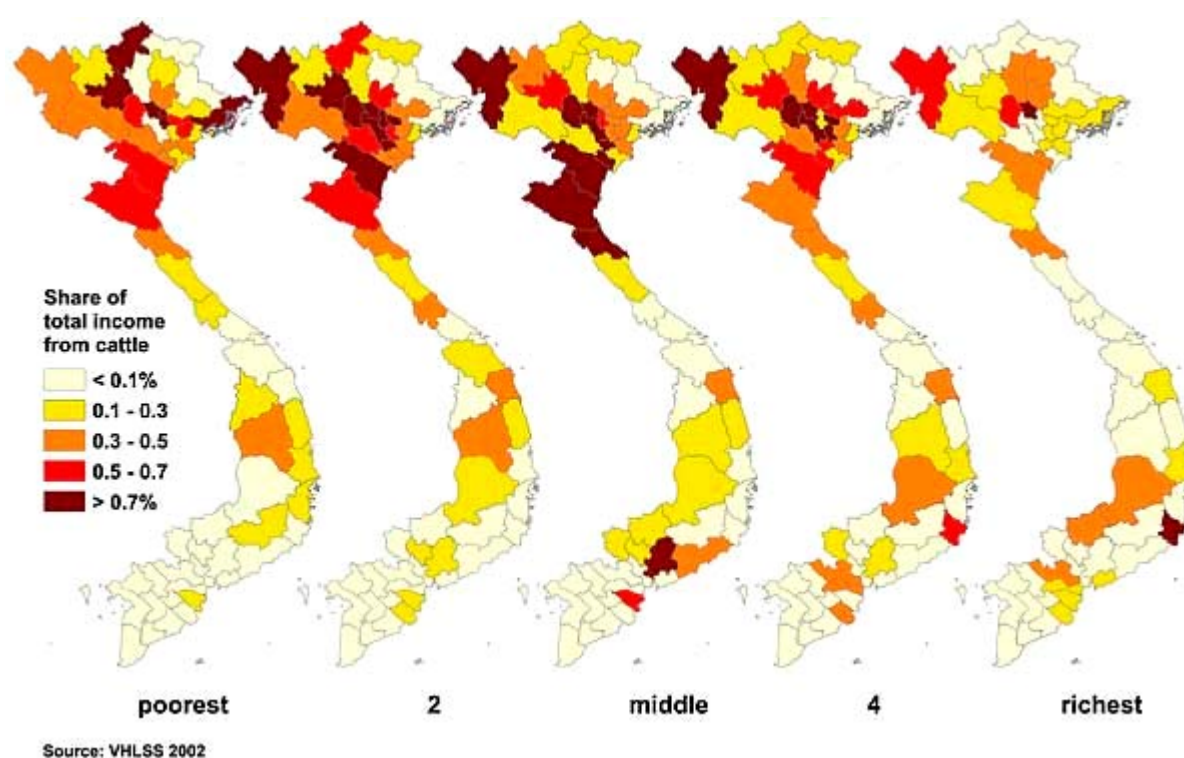 Share of
total income
from cattle
< 0.1%
0.1 - 0.3
0.3 - 0.5
0.5 - 0.7
> 0.7%
poorest
2
middle
4
richest
Source: VHLSS 2002